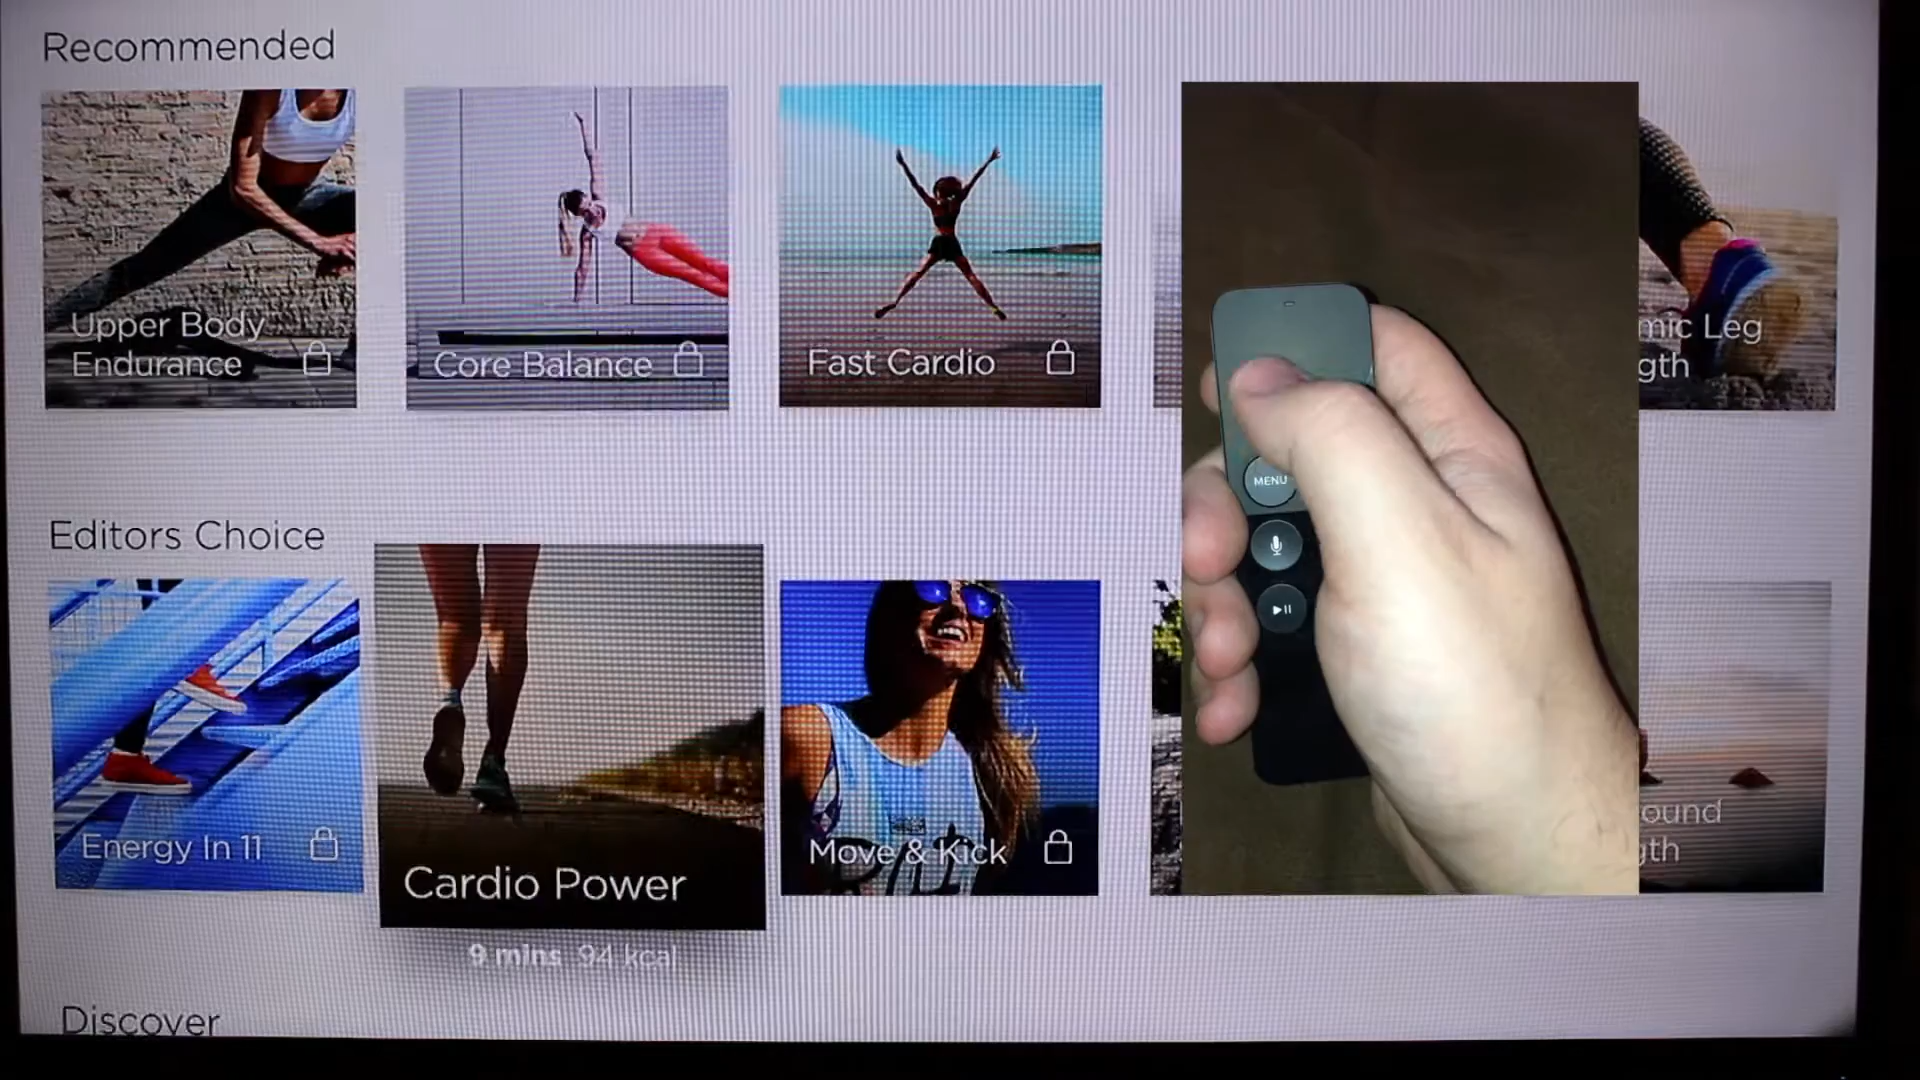 Recommended
Upper Body
Endurance
Core Balance
Fast Cardio
mic Leg
gth
MENU
Editors Choice
Energy In 11
Cardio Power
9 mins 94 kcal
Move & Kick
ound
gth
Discover